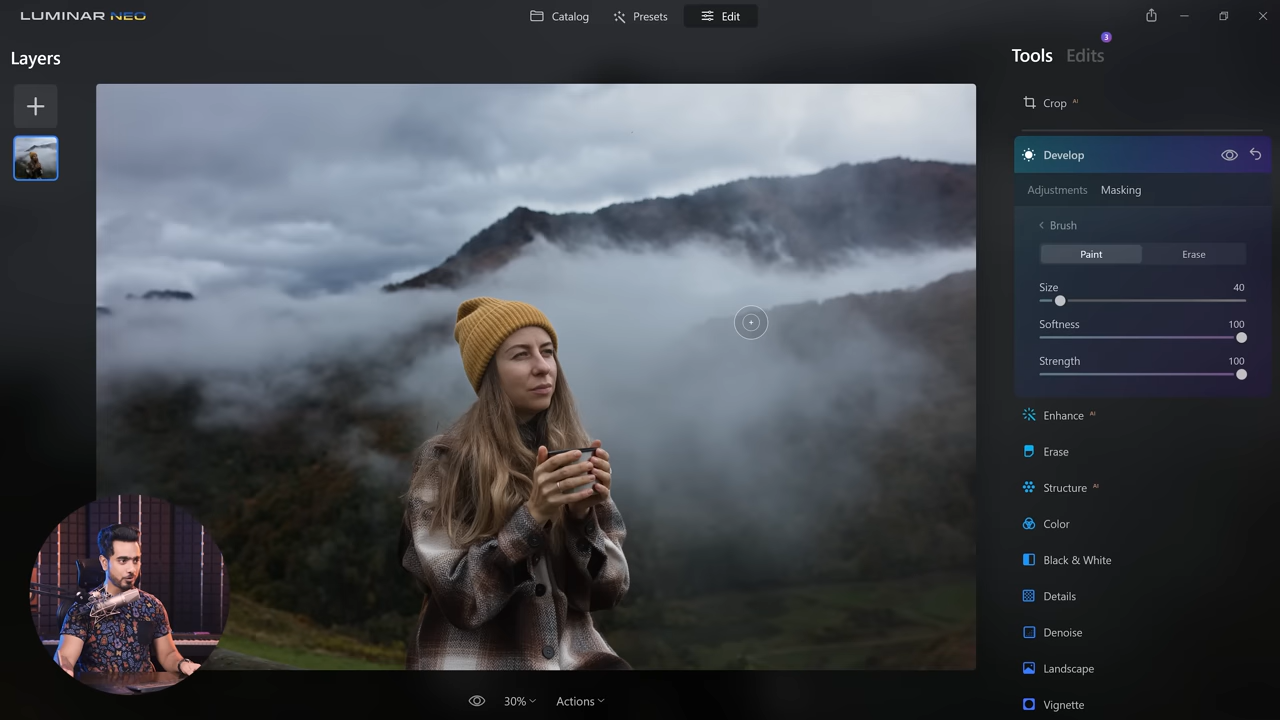 LUMINAR NEO
Catalog
Presets
Edit
Layers
Tools
Edits
3
Crop AI
Develop
Adjustments
Masking
Brush
Paint
Erase
Size
40
Softness
100
Strength
100
Enhance AI
Erase
Structure AI
Color
Black & White
Details
Denoise
Landscape
Vignette
30%
Actions